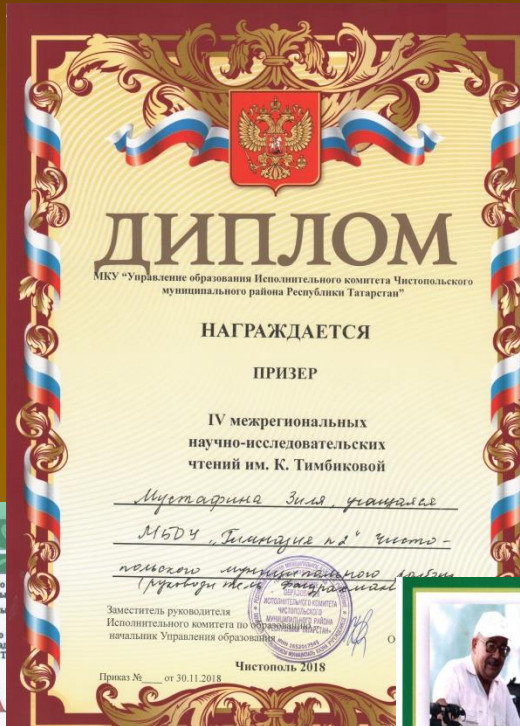 ДИПЛОМ
МКУ "Управление образования Исполнительного комитета Чистопольского
муниципального района Республики Татарстан"
НАГРАЖДАЕТСЯ
ПРИЗЕР
IV межрегиональных
научно-исследовательских
чтений им. К. Тимбиковой
Мустафина Зиля, учащаяся
МБОУ "Гимназия №2" Чисто-
польского муниципального района
(руководитель
Заместитель руководителя
Исполнительного комитета по образованию -
начальник Управления образования
Чистополь 2018
Приказ №____ от 30.11.2018